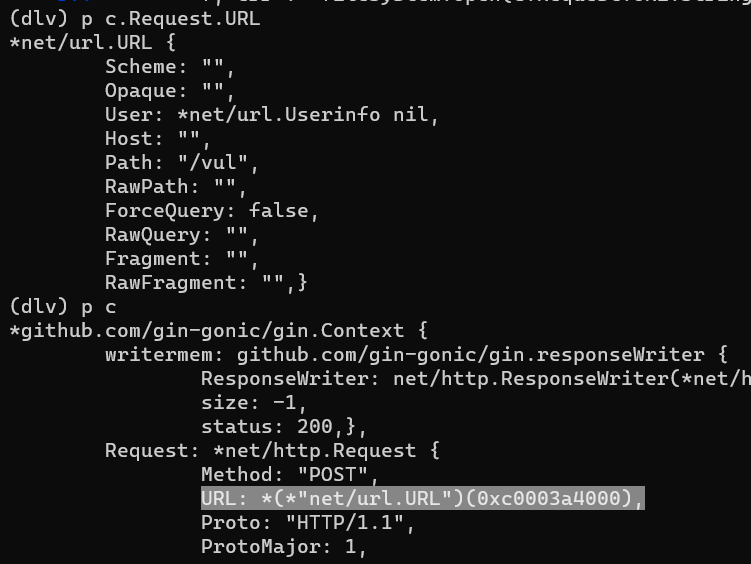 (dlv) p c.Request.URL
*net/url.URL {
        Scheme: "",
        Opaque: "",
        User: *net/url.Userinfo nil,
        Host: "",
        Path: "/vul",
        RawPath: "",
        ForceQuery: false,
        RawQuery: "",
        Fragment: "",
        RawFragment: "",}
(dlv) p c
*github.com/gin-gonic/gin.Context {
        writermem: github.com/gin-gonic/gin.responseWriter {
                ResponseWriter: net/http.ResponseWriter(*net/h
                size: -1,
                status: 200,},
        Request: *net/http.Request {
                Method: "POST",
                URL: *(*"net/url.URL")(0xc0003a4000),
                Proto: "HTTP/1.1",
                ProtoMajor: 1,